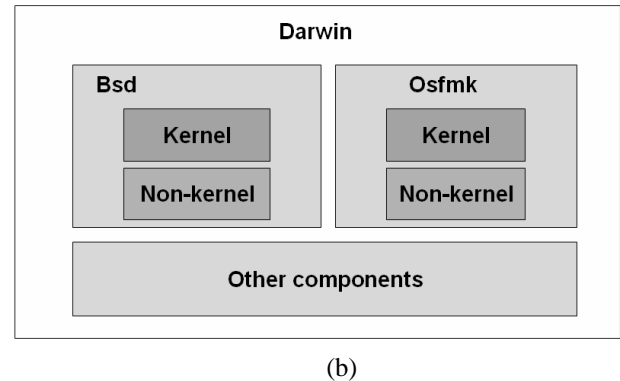 Darwin
Bsd
Osfmk
Kernel
Kernel
Non-kernel
Non-kernel
Other components
(b)